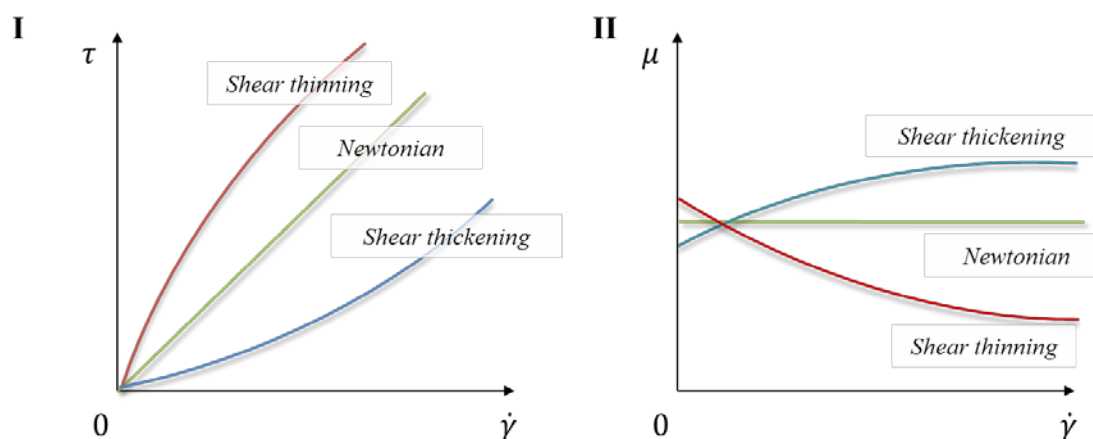 I
τ
Shear thinning
Newtonian
Shear thickening
0
γ̇
II
μ
Shear thickening
Newtonian
Shear thinning
0
γ̇